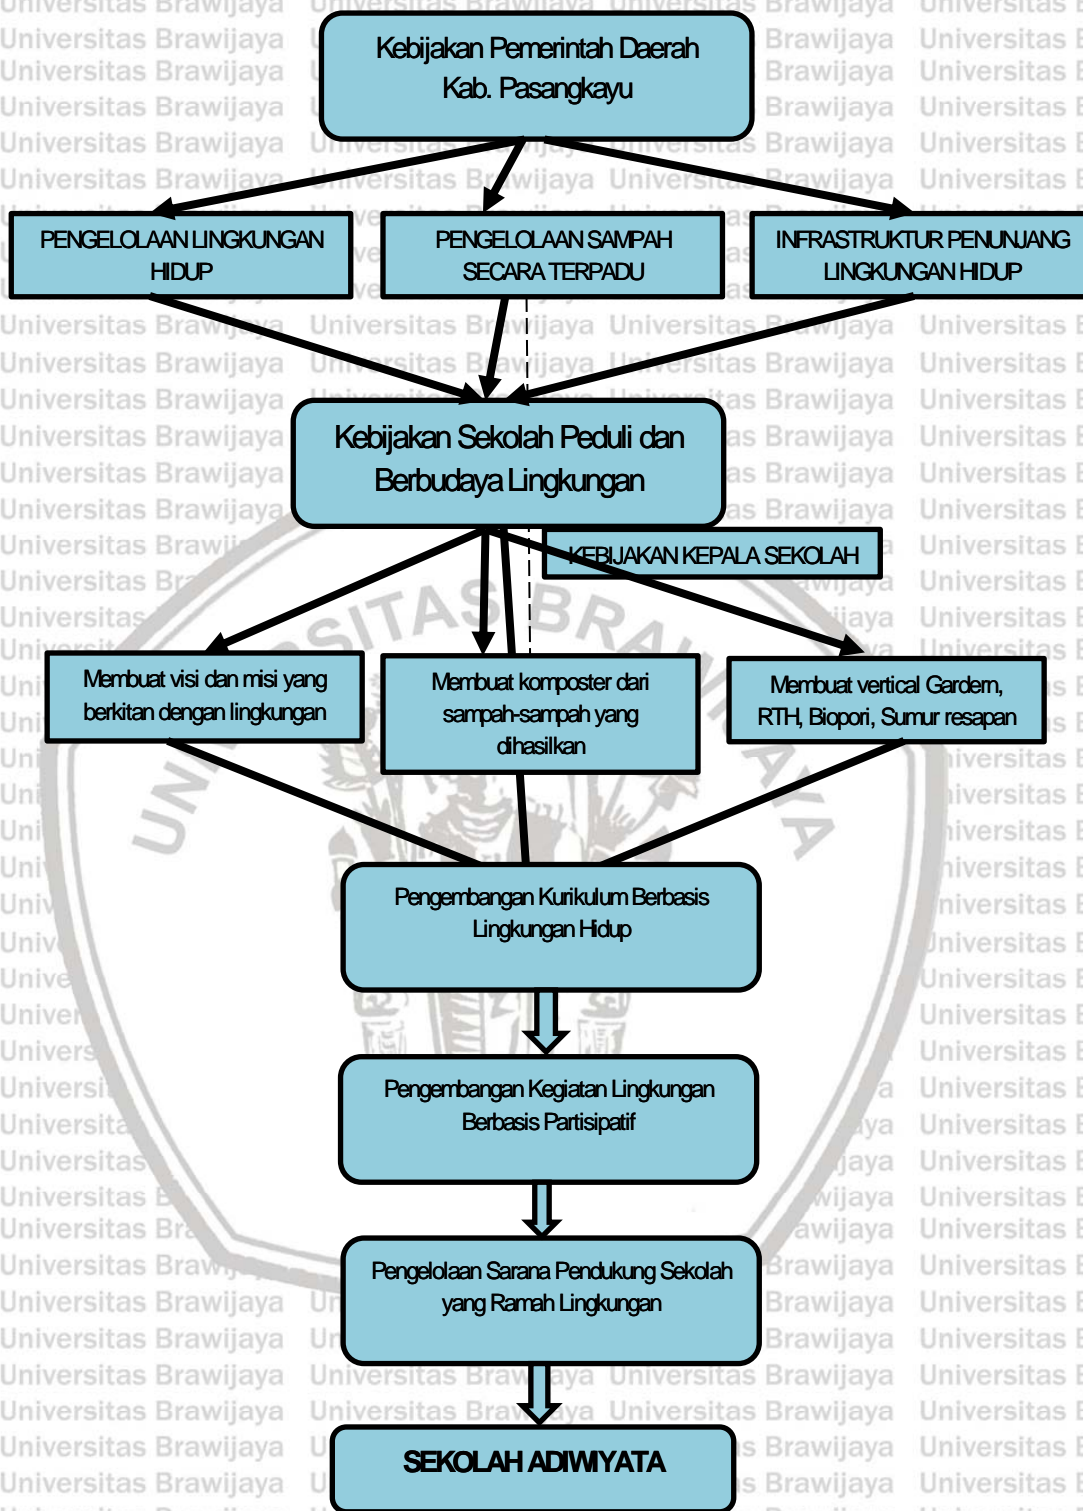 Kebijakan Pemerintah Daerah
Kab. Pasangkayu
PENGELOLAAN LINGKUNGAN
HIDUP
PENGELOLAAN SAMPAH
SECARA TERPADU
INFRASTRUKTUR PENUNJANG
LINGKUNGAN HIDUP
Kebijakan Sekolah Peduli dan
Berbudaya Lingkungan
KEBIJAKAN KEPALA SEKOLAH
Membuat visi dan misi yang
berkitan dengan lingkungan
Membuat komposter dari
sampah-sampah yang
dihasilkan
Membuat vertical Gardern,
RTH, Biopori, Sumur resapan
Pengembangan Kurikulum Berbasis
Lingkungan Hidup
Pengembangan Kegiatan Lingkungan
Berbasis Partisipatif
Pengelolaan Sarana Pendukung Sekolah
yang Ramah Lingkungan
SEKOLAH ADIWIYATA
UNIVERSITAS BRAWIJAYA